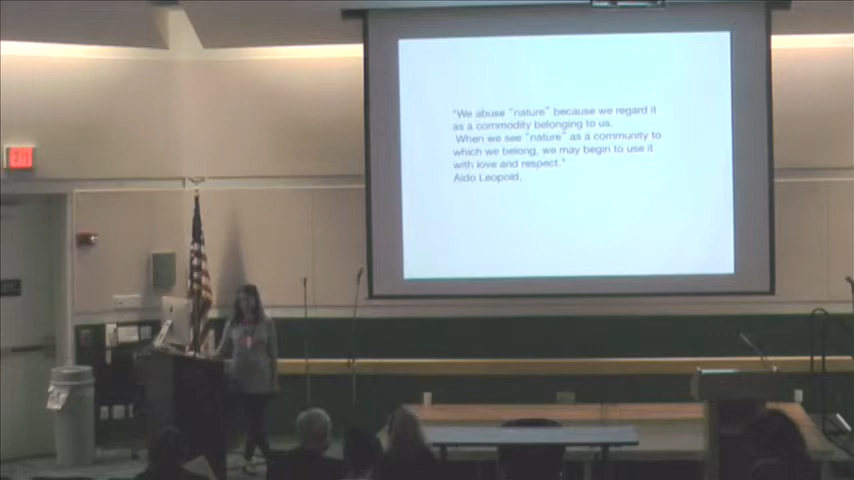 "We abuse "nature" because we regard it
as a commodity belonging to us.
When we see "nature" as a community to
which we belong, we may begin to use it
with love and respect."
Aldo Leopold,